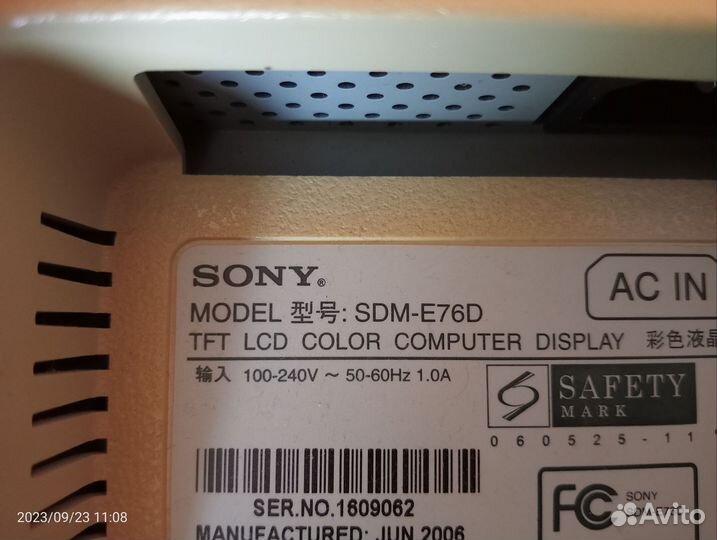 SONY®
AC IN
MODEL 型号: SDM-E76D
TFT LCD COLOR COMPUTER DISPLAY 彩色液晶
输入 100-240V ~ 50-60Hz 1.0A
SAFETY
MARK
060525-11
SER.NO.1609062
MANUFACTURED: JUN 2006
FC
SONY
2023/09/23 11:08
Avito